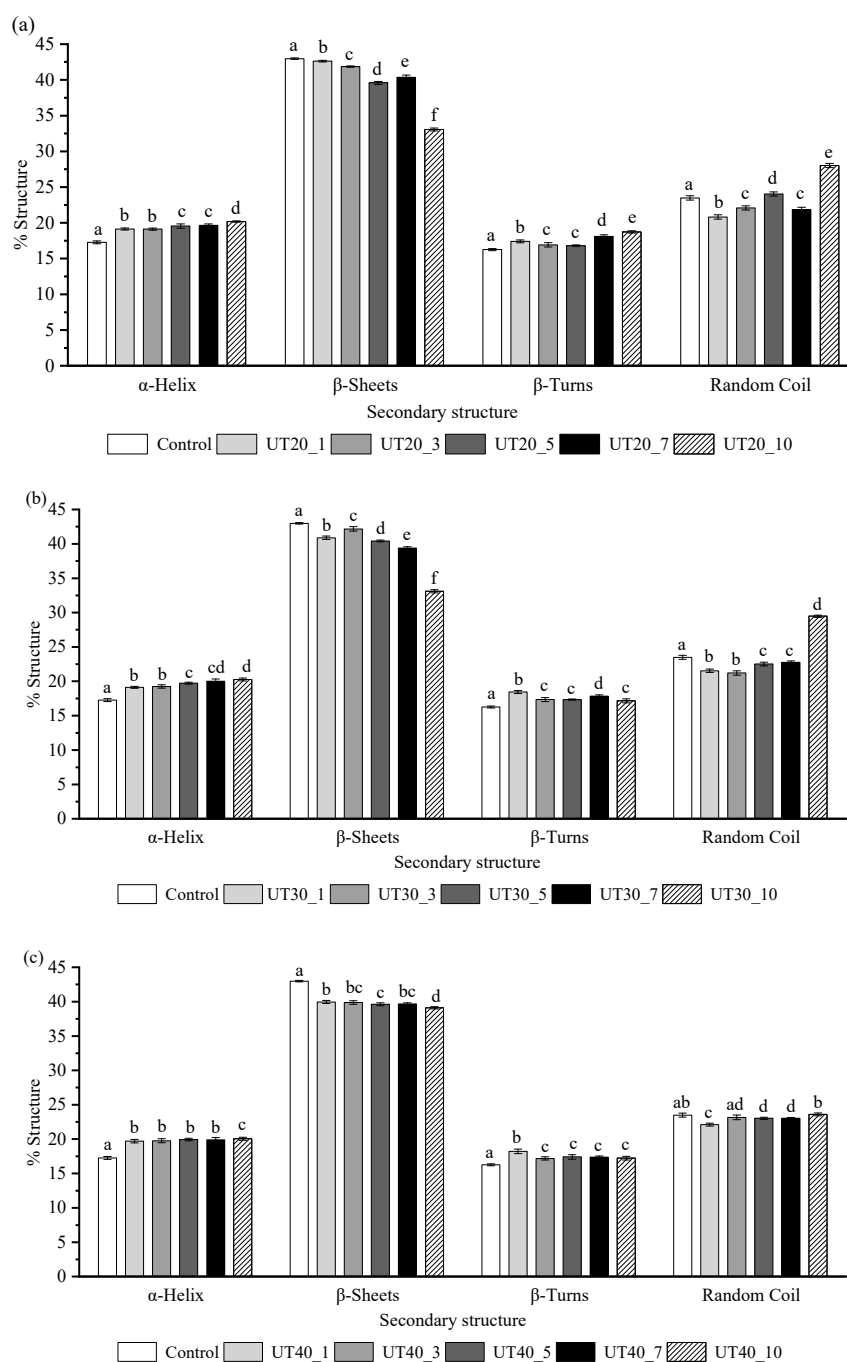 (a)
45
40
35
30
25
20
15
10
5
0
% Structure
a b c d e f
a b b c c d
a b c c d e
a b c d c e
α-Helix β-Sheets β-Turns Random Coil
Secondary structure
Control UT20_1 UT20_3 UT20_5 UT20_7 UT20_10
(b)
45
40
35
30
25
20
15
10
5
0
% Structure
a b c d e f
a b b c cd d
a b c c d c
a b b c c d
α-Helix β-Sheets β-Turns Random Coil
Secondary structure
Control UT30_1 UT30_3 UT30_5 UT30_7 UT30_10
(c)
45
40
35
30
25
20
15
10
5
0
% Structure
a b bc c bc d
a b b b b c
a b c c c c
ab c ad d d b
α-Helix β-Sheets β-Turns Random Coil
Secondary structure
Control UT40_1 UT40_3 UT40_5 UT40_7 UT40_10